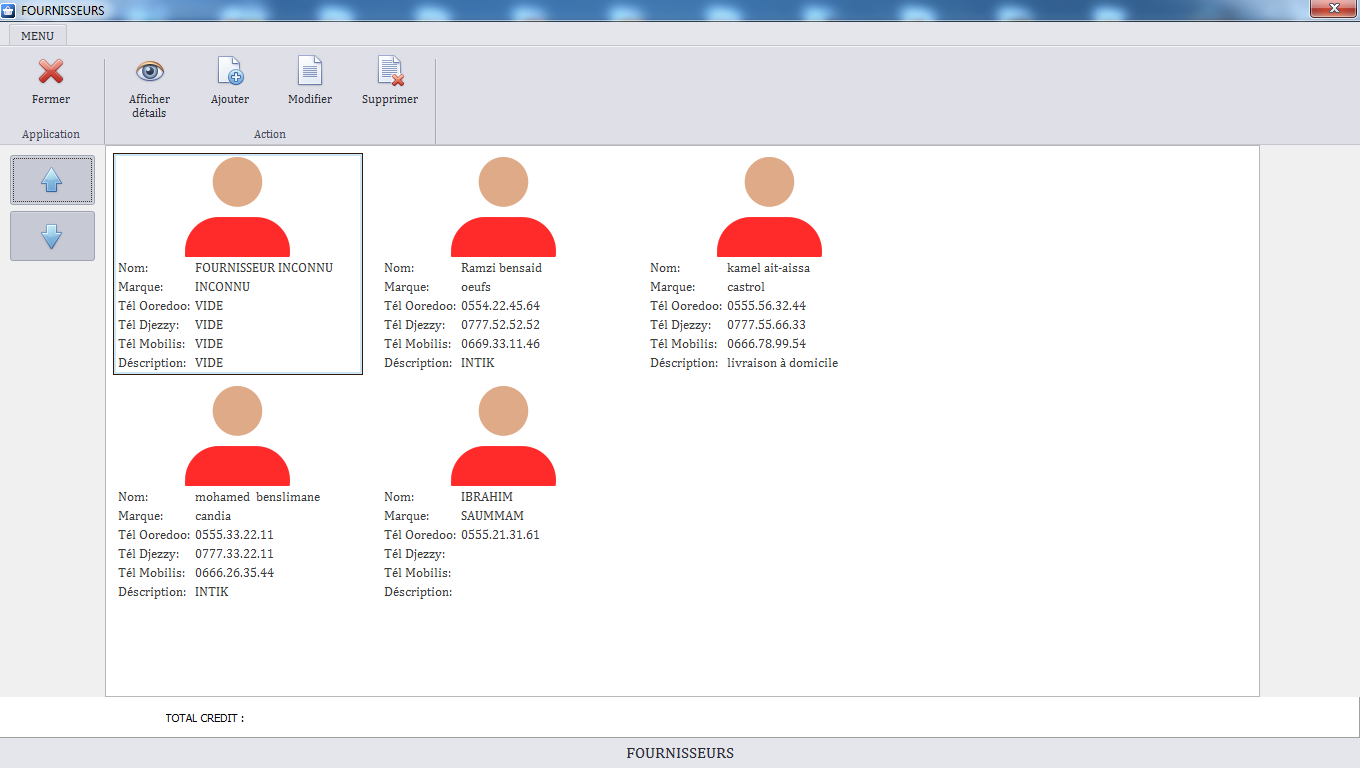 FOURNISSEURS
MENU
Fermer
Afficher détails
Ajouter
Modifier
Supprimer
Application
Action
Nom: FOURNISSEUR INCONNU
Marque: INCONNU
Tél Ooredoo: VIDE
Tél Djezzy: VIDE
Tél Mobilis: VIDE
Déscription: VIDE
Nom: Ramzi bensaid
Marque: oeufs
Tél Ooredoo: 0554.22.45.64
Tél Djezzy: 0777.52.52.52
Tél Mobilis: 0669.33.11.46
Déscription: INTIK
Nom: kamel ait-aissa
Marque: castrol
Tél Ooredoo: 0555.56.32.44
Tél Djezzy: 0777.55.66.33
Tél Mobilis: 0666.78.99.54
Déscription: livraison à domicile
Nom: mohamed  benslimane
Marque: candia
Tél Ooredoo: 0555.33.22.11
Tél Djezzy: 0777.33.22.11
Tél Mobilis: 0666.26.35.44
Déscription: INTIK
Nom: IBRAHIM
Marque: SAUMMAM
Tél Ooredoo: 0555.21.31.61
Tél Djezzy:
Tél Mobilis:
Déscription:
TOTAL CREDIT :
FOURNISSEURS